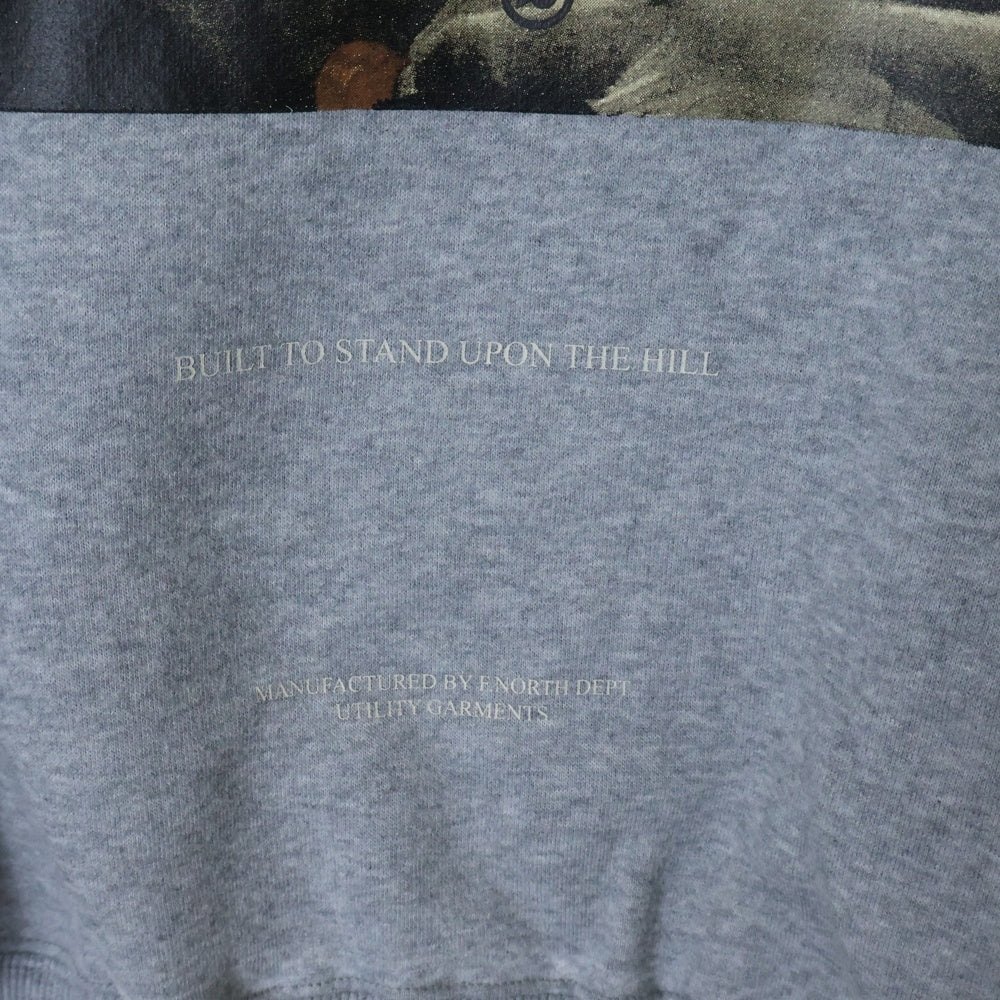 BUILT TO STAND UPON THE HILL
MANUFACTURED BY F.NORTH DEPT.
UTILITY GARMENTS